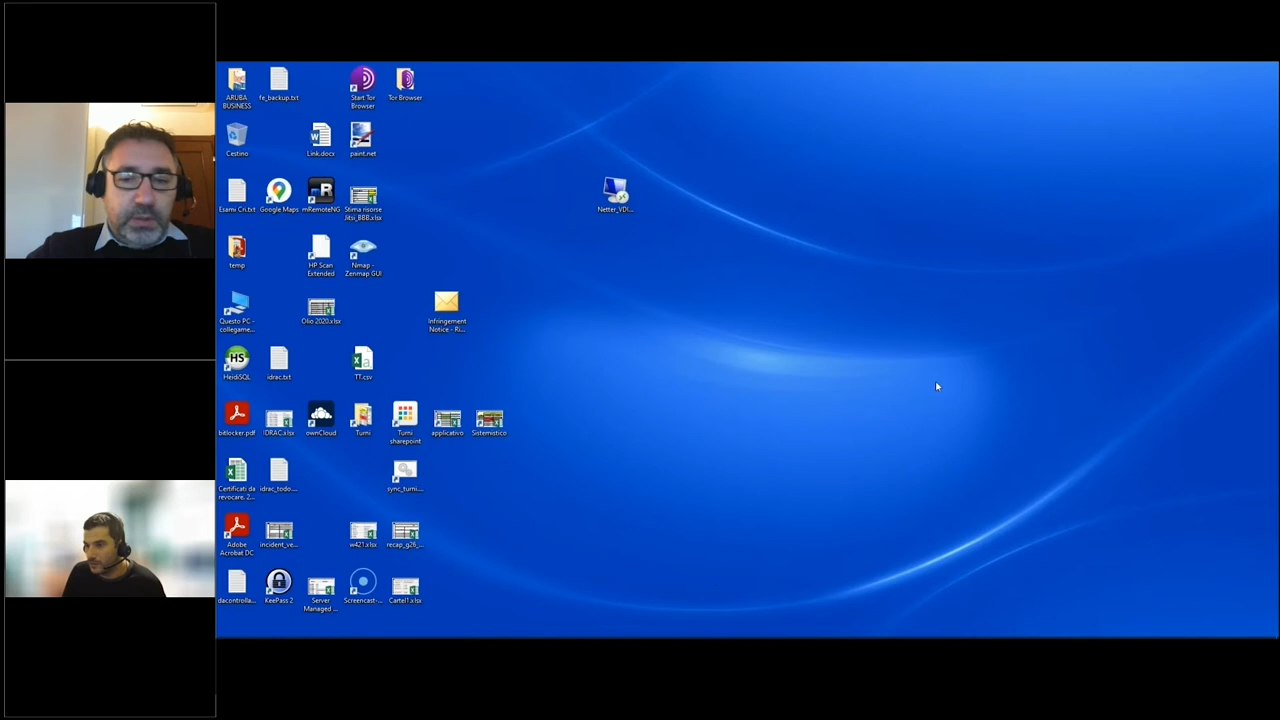 ARUBA
BUSINESS
fe_backup.txt
Start Tor
Browser
Tor Browser
Cestino
Link.docx
paint.net
Esami Cri.txt
Google Maps
mRemoteNG
Stima risorse
Jitsi_BBB.xlsx
Netter_VDI...
temp
HP Scan
Extended
Nmap -
Zenmap GUI
Questo PC -
collegame...
Olio 2020.xlsx
Infringement
Notice - Ri...
HS
HeidiSQL
idrac.txt
TT.csv
bitlocker.pdf
IDRAC.xlsx
ownCloud
Turni
Turni
sharepoint
applicativo
Sistemistico
Certificati da
revocare. 2...
idrac_todo....
sync_turni....
Adobe
Acrobat DC
incident_ve...
w421.xlsx
recap_g26_...
dacontrolla...
KeePass 2
Server
Managed ...
Screencast-...
Cartel1.xlsx